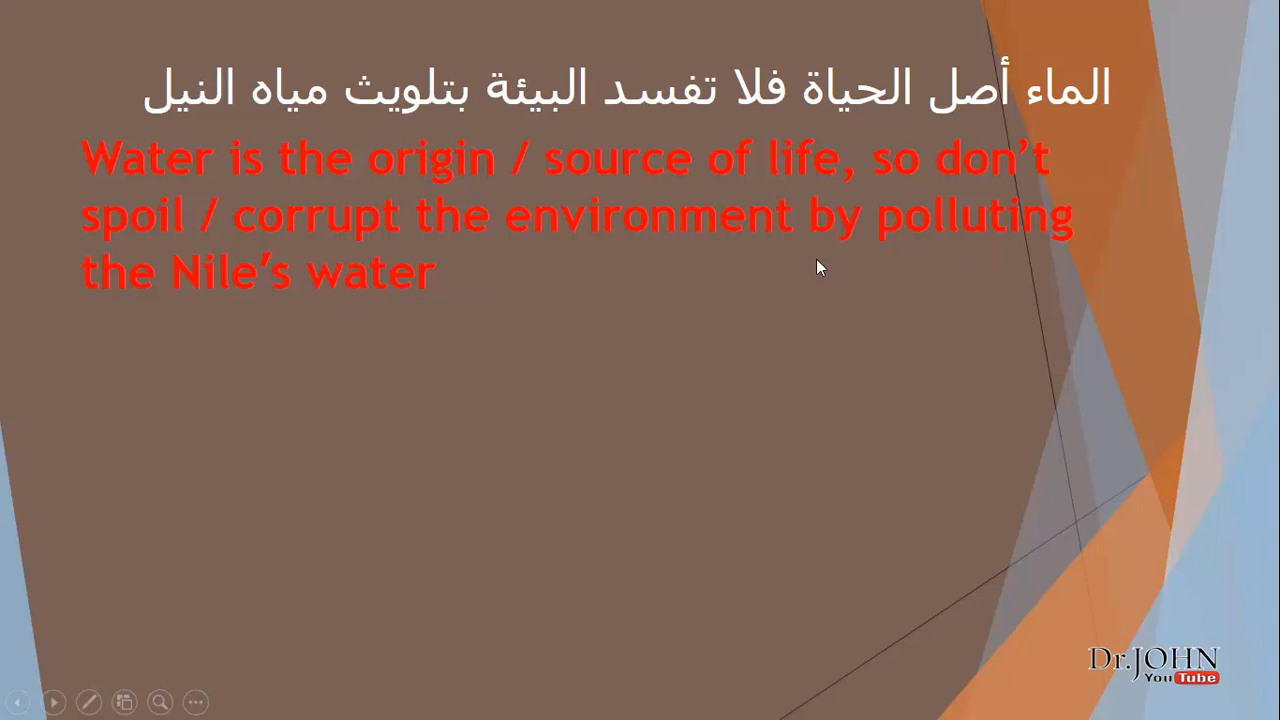 الماء أصل الحياة فلا تفسد البيئة بتلويث مياه النيل
Water is the origin / source of life, so don’t
spoil / corrupt the environment by polluting
the Nile’s water
Dr.JOHN
YouTube